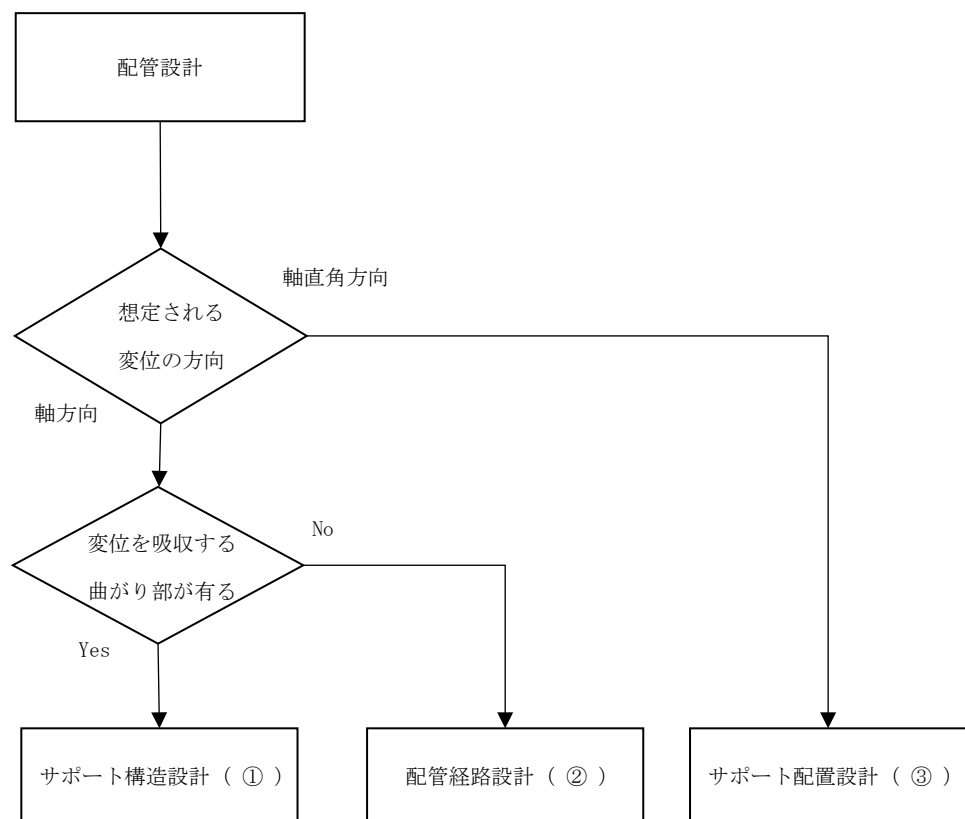 配管設計
軸直角方向
想定される
変位の方向
軸方向
No
変位を吸収する
曲がり部が有る
Yes
サポート構造設計（ ① ）
配管経路設計（ ② ）
サポート配置設計（ ③ ）